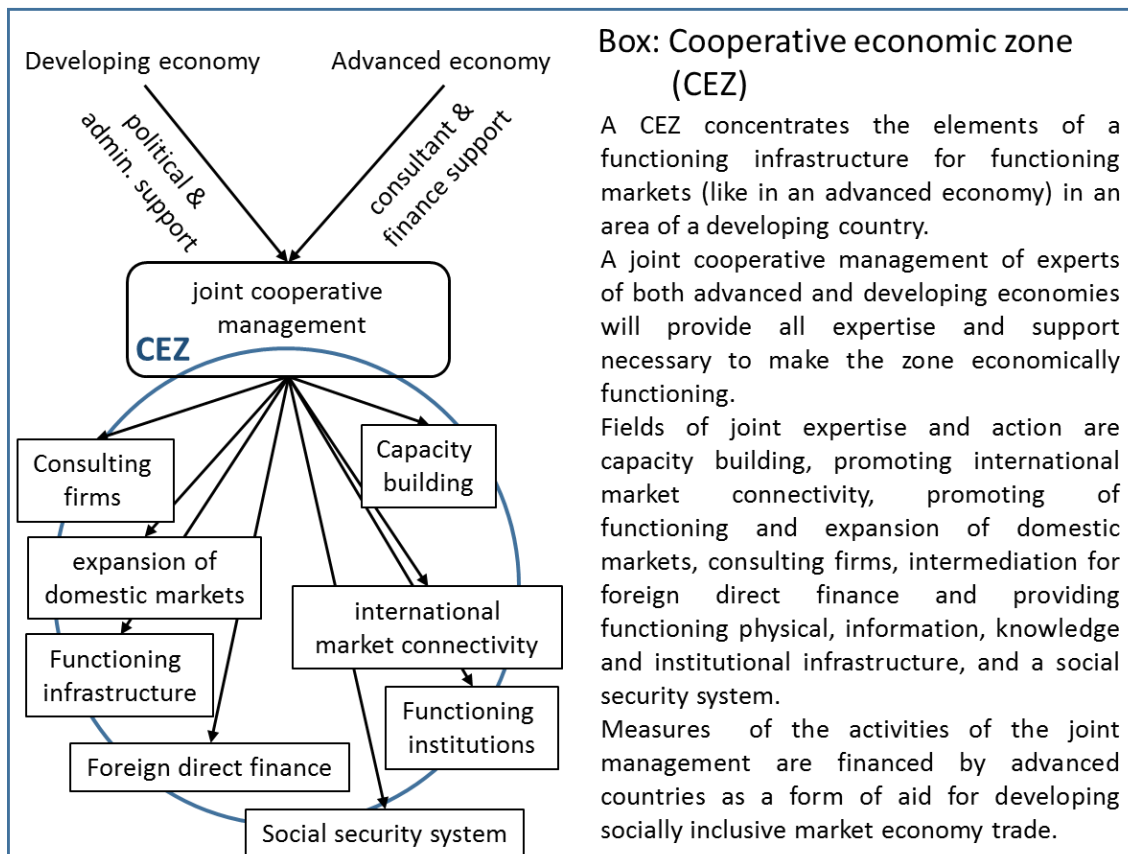 Developing economy
Advanced economy
political &
admin. support
consultant &
finance support
joint cooperative
management
CEZ
Consulting
firms
Capacity
building
expansion of
domestic markets
international
market connectivity
Functioning
infrastructure
Functioning
institutions
Foreign direct finance
Social security system
Box: Cooperative economic zone
(CEZ)
A CEZ concentrates the elements of a
functioning infrastructure for functioning
markets (like in an advanced economy) in an
area of a developing country.
A joint cooperative management of experts
of both advanced and developing economies
will provide all expertise and support
necessary to make the zone economically
functioning.
Fields of joint expertise and action are
capacity building, promoting international
market connectivity, promoting of
functioning and expansion of domestic
markets, consulting firms, intermediation for
foreign direct finance and providing
functioning physical, information, knowledge
and institutional infrastructure, and a social
security system.
Measures of the activities of the joint
management are financed by advanced
countries as a form of aid for developing
socially inclusive market economy trade.